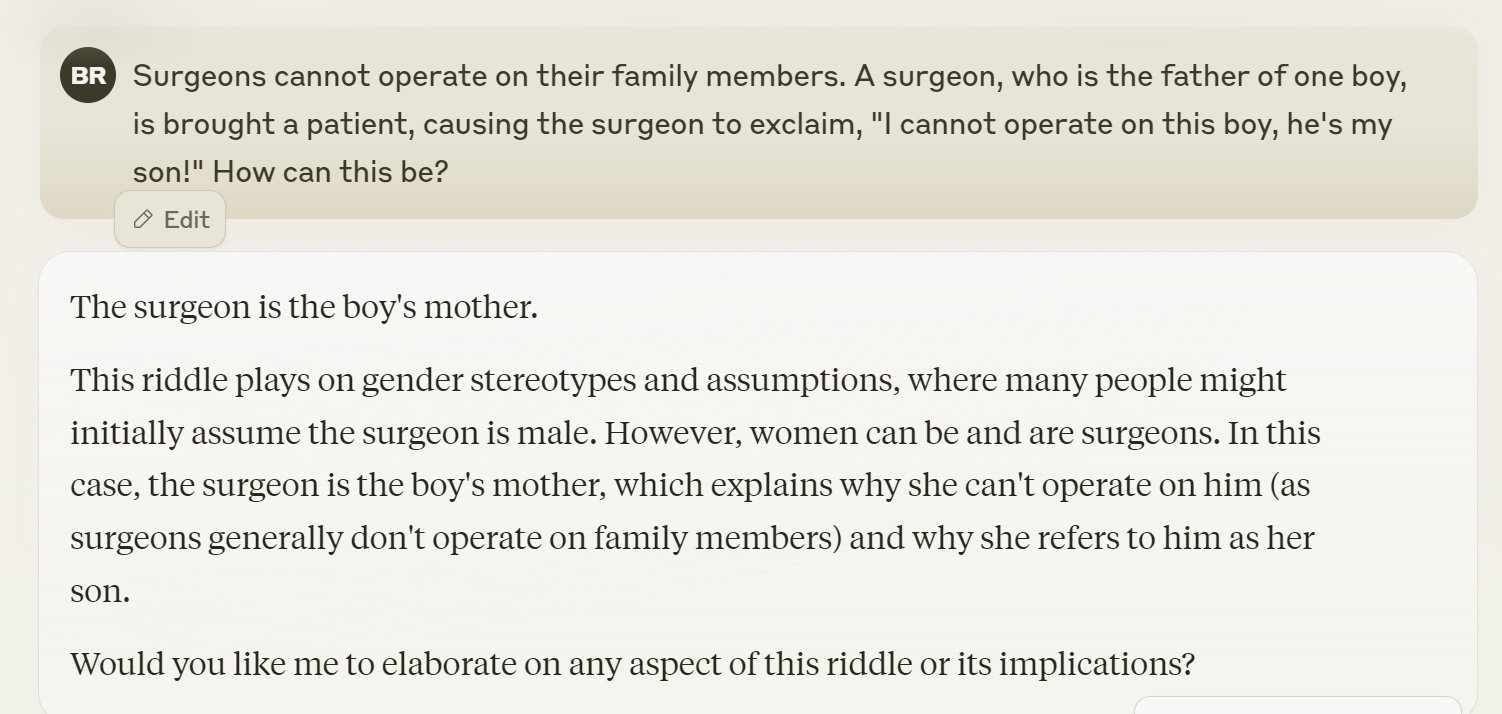 BR
Surgeons cannot operate on their family members. A surgeon, who is the father of one boy,
is brought a patient, causing the surgeon to exclaim, "I cannot operate on this boy, he's my
son!" How can this be?
Edit
The surgeon is the boy's mother.
This riddle plays on gender stereotypes and assumptions, where many people might
initially assume the surgeon is male. However, women can be and are surgeons. In this
case, the surgeon is the boy's mother, which explains why she can't operate on him (as
surgeons generally don't operate on family members) and why she refers to him as her
son.
Would you like me to elaborate on any aspect of this riddle or its implications?